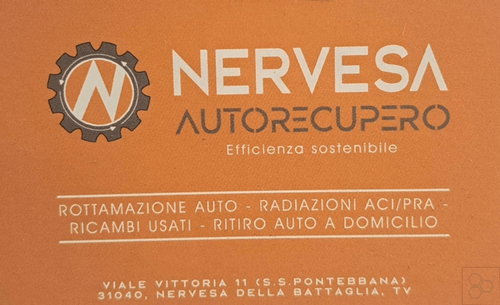 N
NERVESA
AUTORECUPERO
Efficienza sostenibile
ROTTAMAZIONE AUTO - RADIAZIONI ACI/PRA -
RICAMBI USATI - RITIRO AUTO A DOMICILIO
VIALE VITTORIA 11 (S.S.PONTEBBANA)
31040, NERVESA DELLA BATTAGLIA, TV